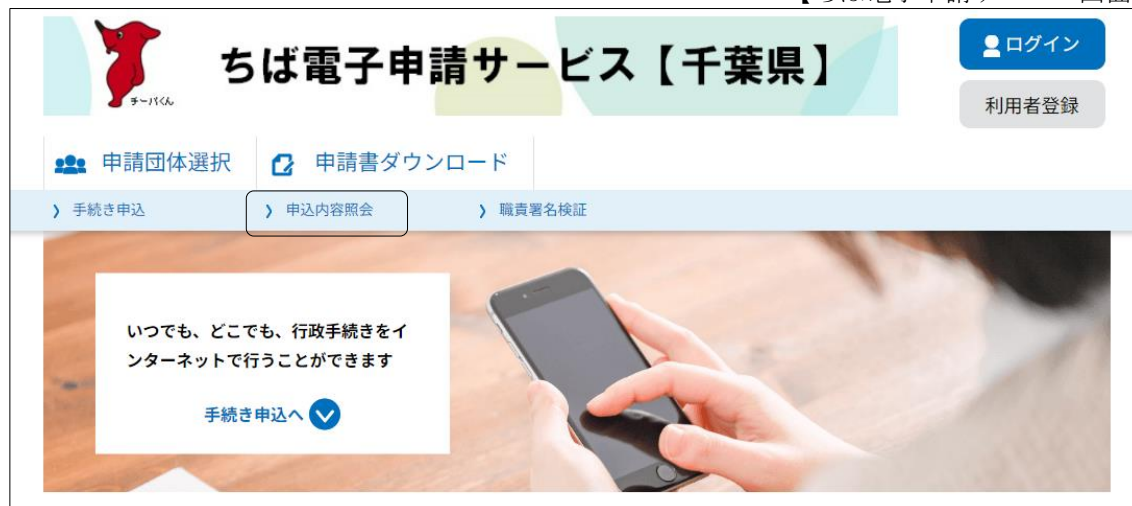 ちば電子申請サービス【千葉県】
チーバくん
ログイン
利用者登録
申請団体選択
申請書ダウンロード
手続き申込
申込内容照会
職責署名検証
いつでも、どこでも、行政手続きをイ
ンターネットで行うことができます
手続き申込へ